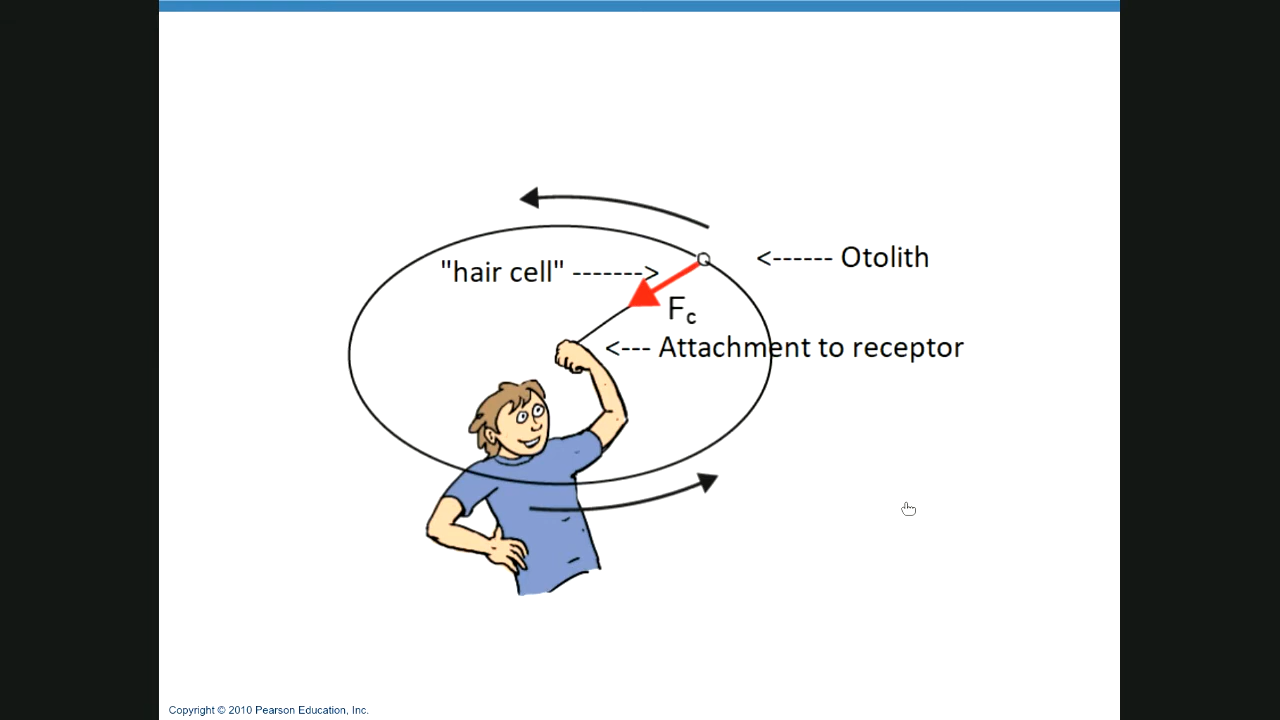 <------ Otolith
"hair cell" ------->
Fc
<--- Attachment to receptor
Copyright © 2010 Pearson Education, Inc.